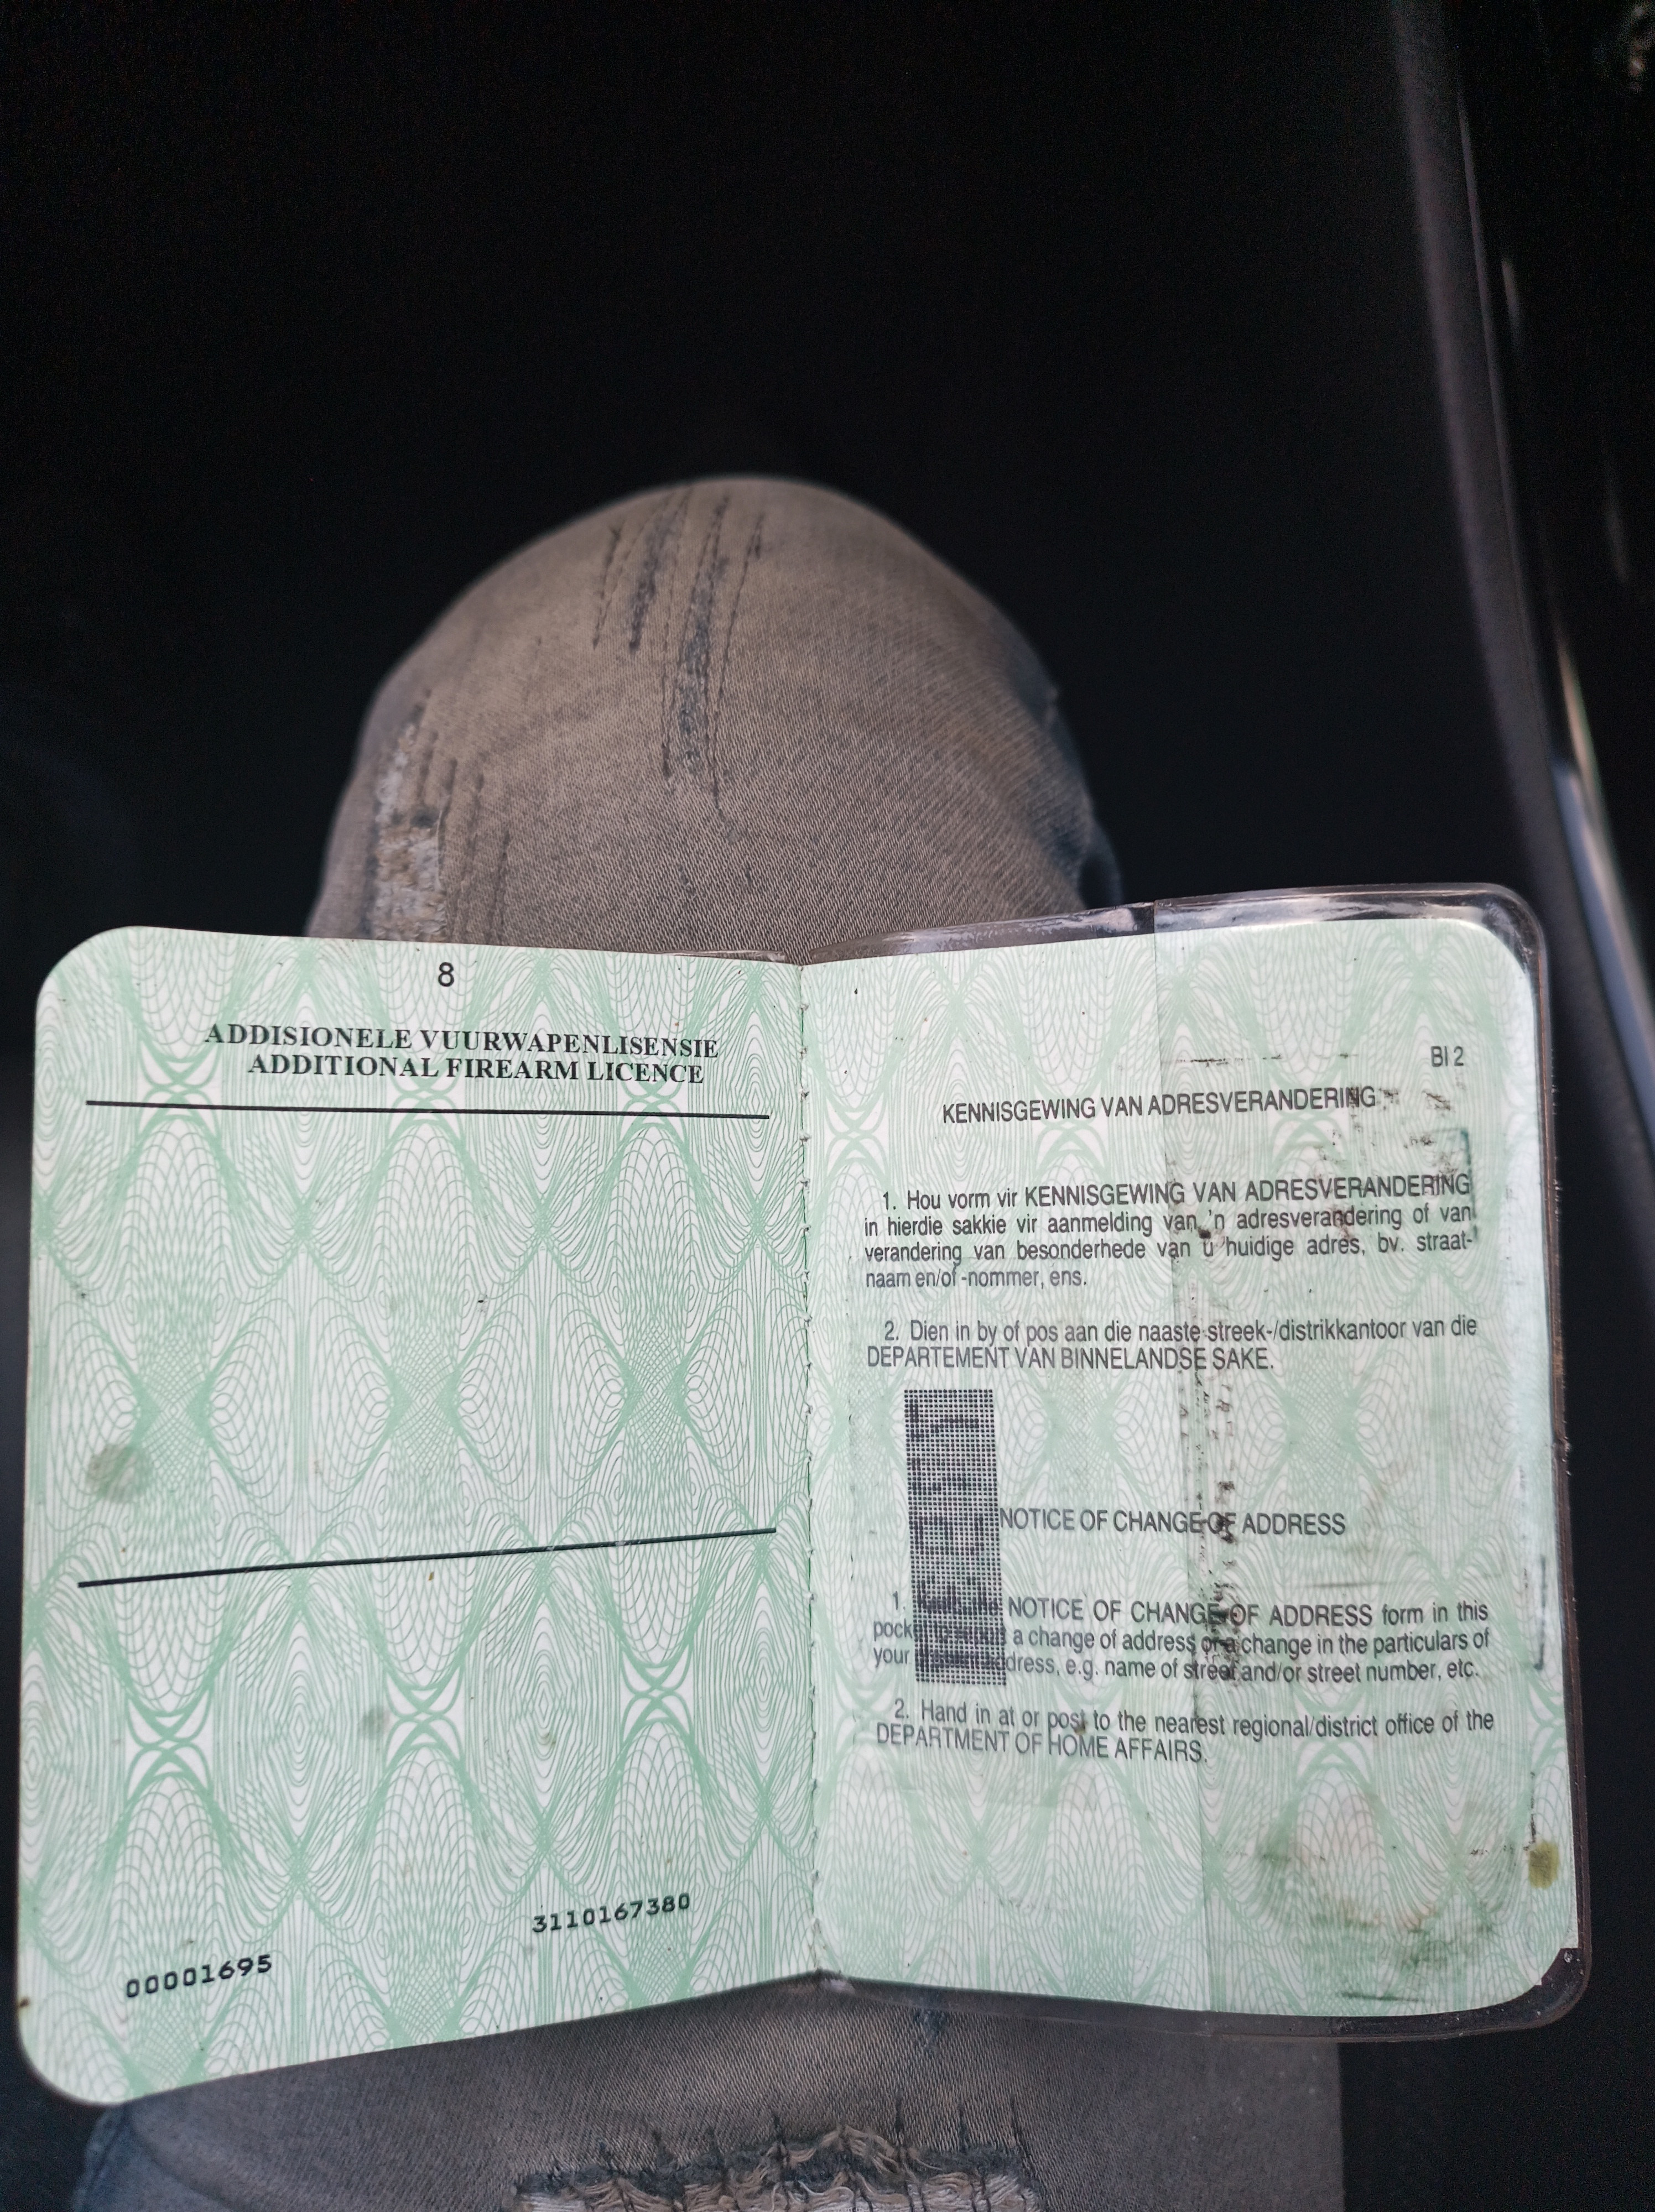 8
ADDISIONELE VUURWAPENLISENSIE
ADDITIONAL FIREARM LICENCE
3110167380
00001695
BI 2
KENNISGEWING VAN ADRESVERANDERING
1. Hou vorm vir KENNISGEWING VAN ADRESVERANDERING
in hierdie sakkie vir aanmelding van 'n adresverandering of van
verandering van besonderhede van u huidige adres, bv. straat-
naam en/of -nommer, ens.
2. Dien in by of pos aan die naaste streek-/distrikkantoor van die
DEPARTEMENT VAN BINNELANDSE SAKE.
NOTICE OF CHANGE OF ADDRESS
1. NOTICE OF CHANGE OF ADDRESS form in this
pock a change of address or a change in the particulars of
your address, e.g. name of street and/or street number, etc.
2. Hand in at or post to the nearest regional/district office of the
DEPARTMENT OF HOME AFFAIRS.